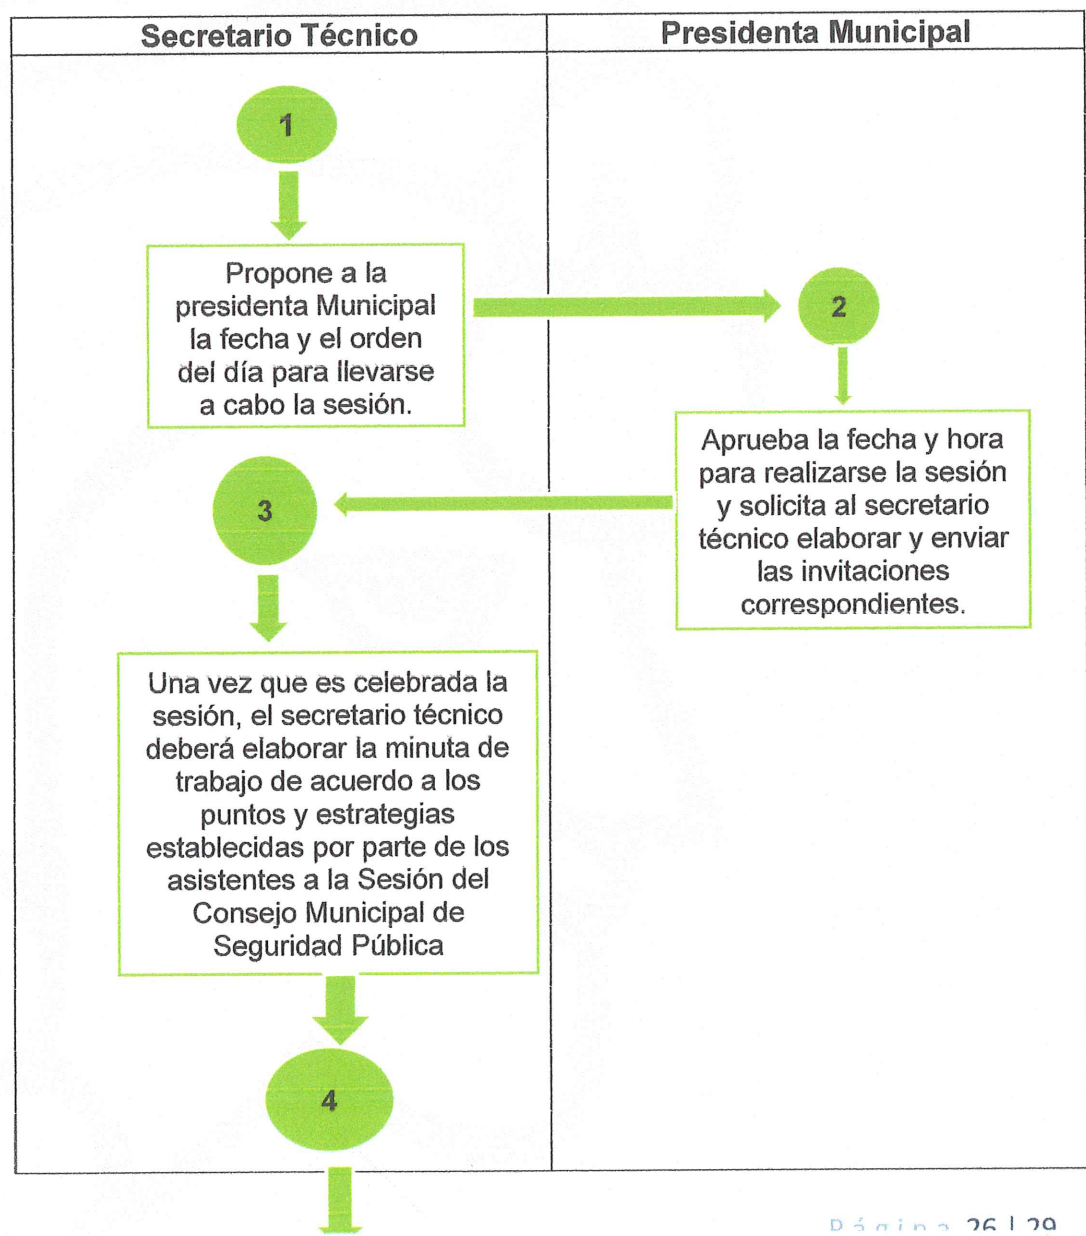 Secretario Técnico
Presidenta Municipal
1
Propone a la
presidenta Municipal
la fecha y el orden
del día para llevarse
a cabo la sesión.
2
Aprueba la fecha y hora
para realizarse la sesión
y solicita al secretario
técnico elaborar y enviar
las invitaciones
correspondientes.
3
Una vez que es celebrada la
sesión, el secretario técnico
deberá elaborar la minuta de
trabajo de acuerdo a los
puntos y estrategias
establecidas por parte de los
asistentes a la Sesión del
Consejo Municipal de
Seguridad Pública
4
Página 26 | 29